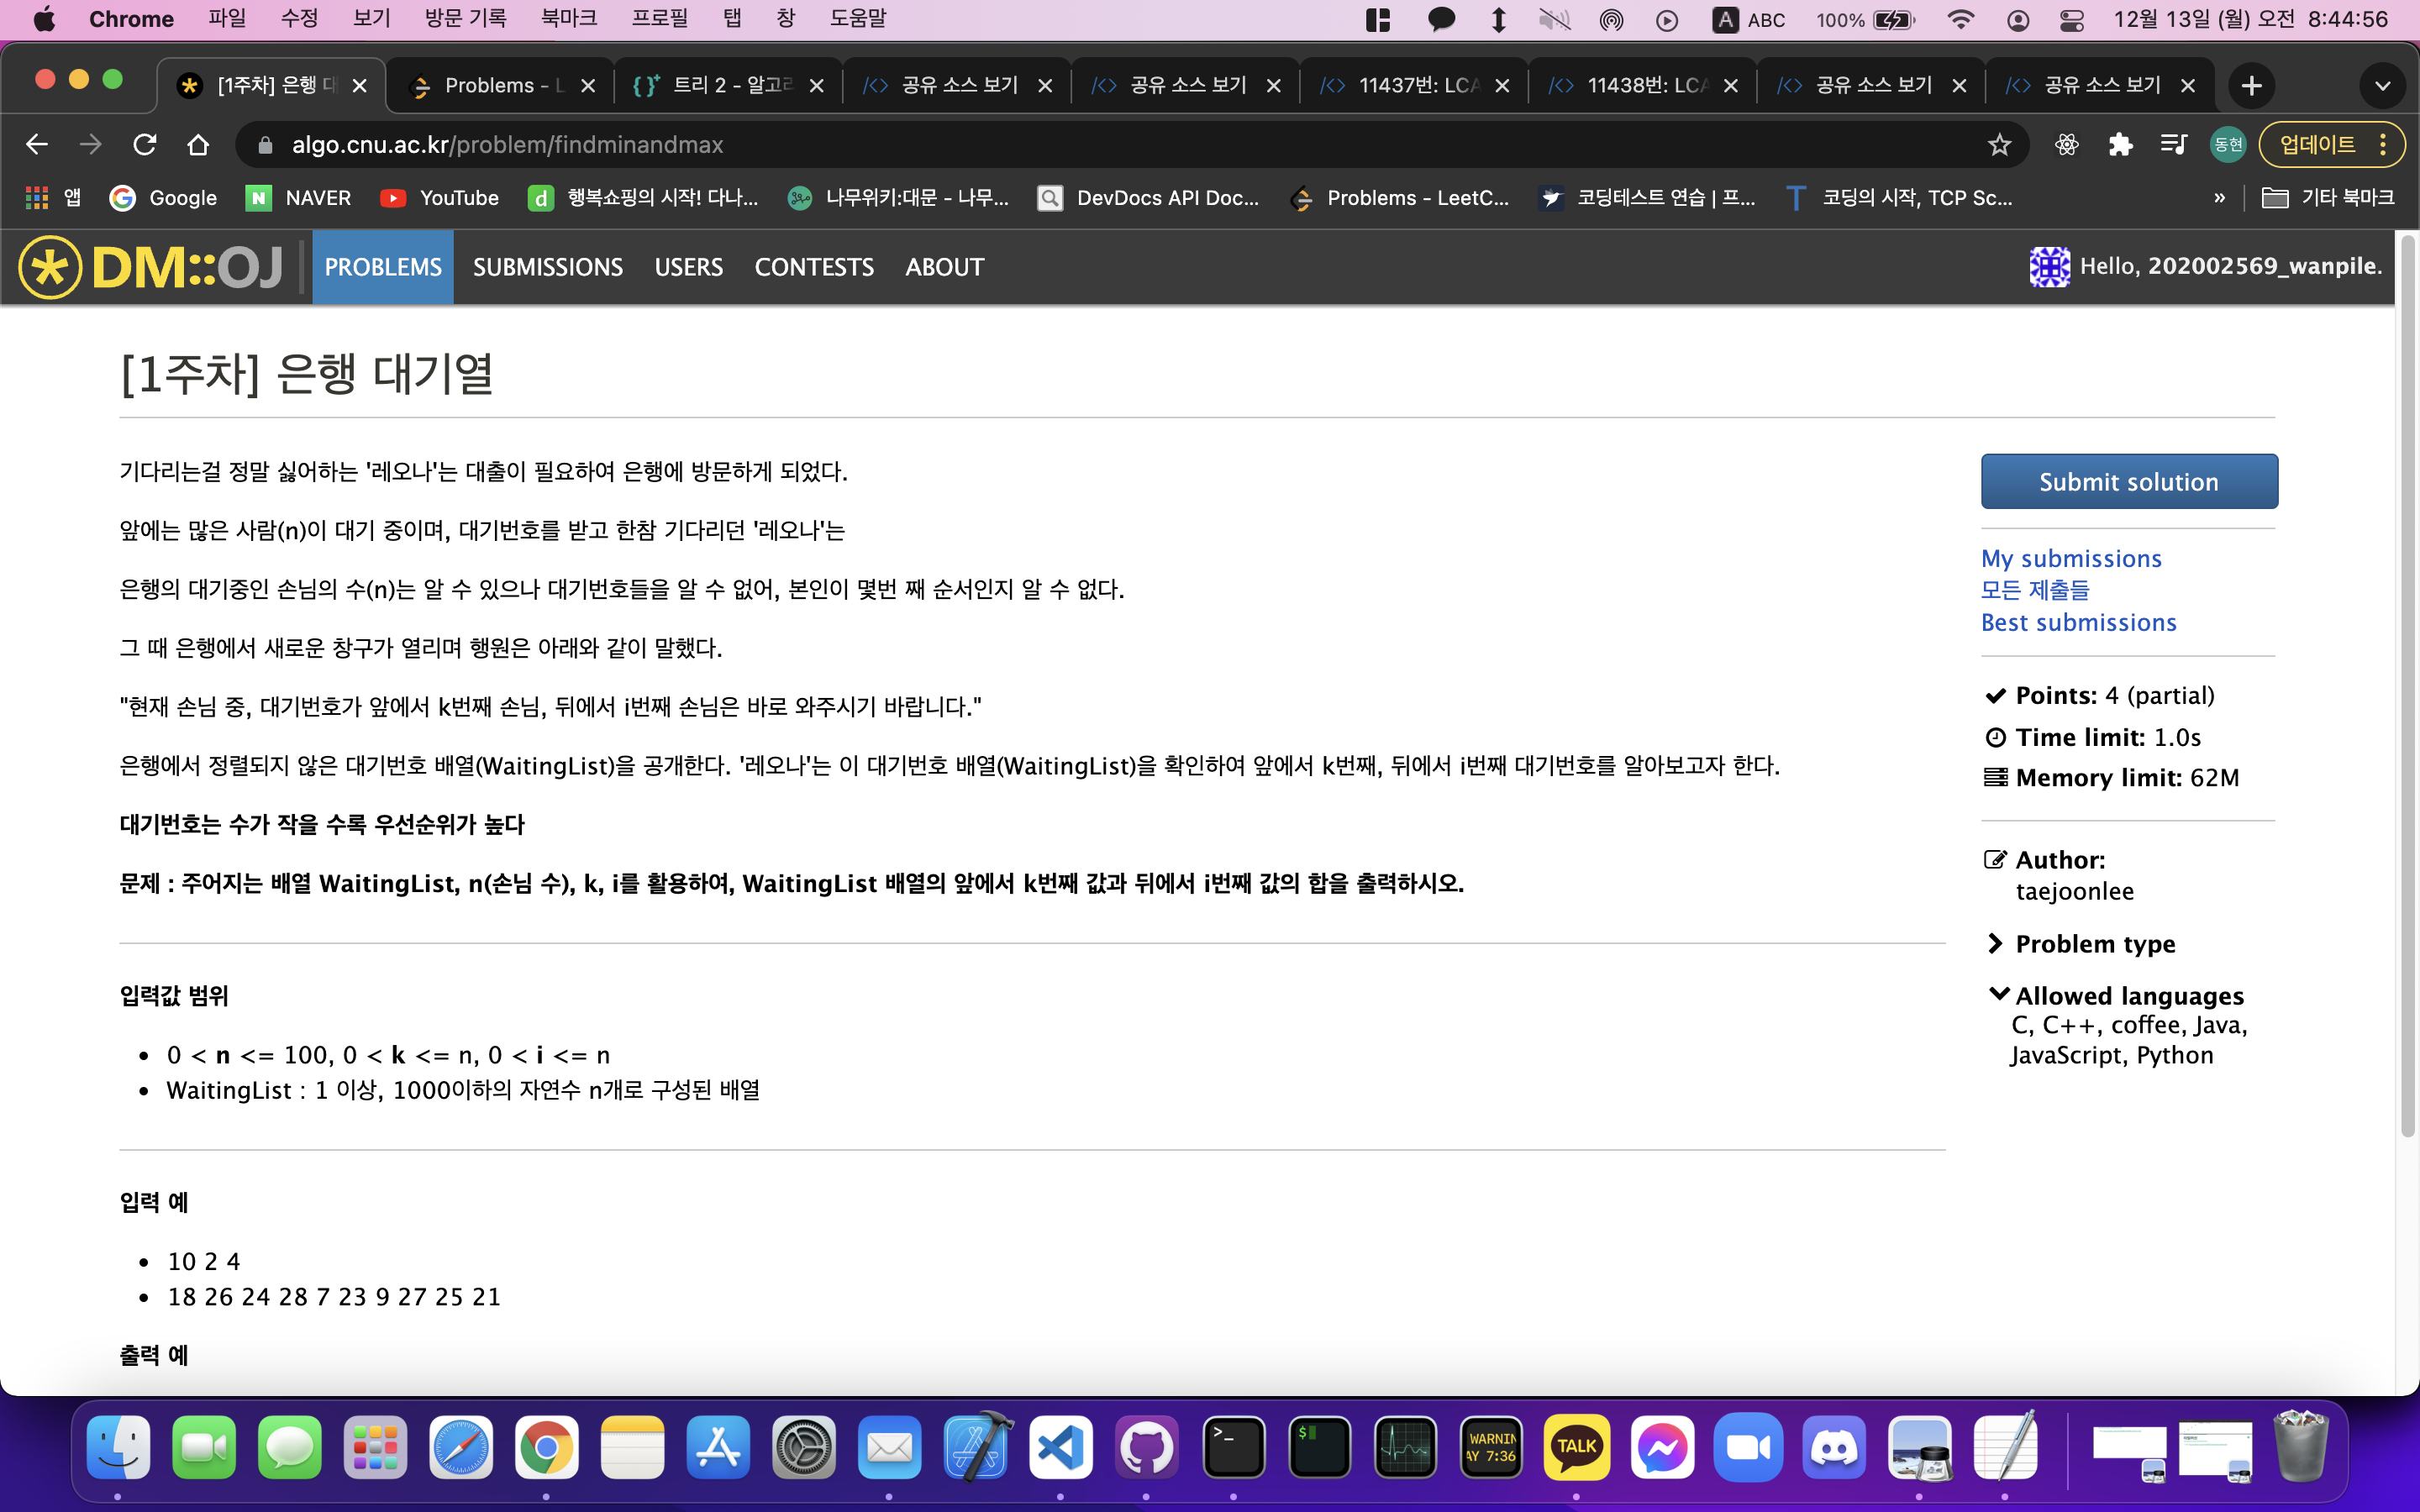 Chrome 파일 수정 보기 방문 기록 북마크 프로필 탭 창 도움말 A ABC 100% 12월 13일 (월) 오전 8:44:56
[1주차] 은행 대 Problems - L 트리 2 - 알고리 공유 소스 보기 공유 소스 보기 11437번: LCA 11438번: LCA 공유 소스 보기 공유 소스 보기
algo.cnu.ac.kr/problem/findminandmax 동현 업데이트
앱 Google NAVER YouTube 행복쇼핑의 시작! 다나... 나무위키:대문 - 나무... DevDocs API Doc... Problems - LeetC... 코딩테스트 연습 | 프... 코딩의 시작, TCP Sc... » 기타 북마크
DM::OJ PROBLEMS SUBMISSIONS USERS CONTESTS ABOUT Hello, 202002569_wanpile.
[1주차] 은행 대기열
기다리는걸 정말 싫어하는 '레오나'는 대출이 필요하여 은행에 방문하게 되었다.
앞에는 많은 사람(n)이 대기 중이며, 대기번호를 받고 한참 기다리던 '레오나'는
은행의 대기중인 손님의 수(n)는 알 수 있으나 대기번호들을 알 수 없어, 본인이 몇번 째 순서인지 알 수 없다.
그 때 은행에서 새로운 창구가 열리며 행원은 아래와 같이 말했다.
"현재 손님 중, 대기번호가 앞에서 k번째 손님, 뒤에서 i번째 손님은 바로 와주시기 바랍니다."
은행에서 정렬되지 않은 대기번호 배열(WaitingList)을 공개한다. '레오나'는 이 대기번호 배열(WaitingList)을 확인하여 앞에서 k번째, 뒤에서 i번째 대기번호를 알아보고자 한다.
대기번호는 수가 작을 수록 우선순위가 높다
문제 : 주어지는 배열 WaitingList, n(손님 수), k, i를 활용하여, WaitingList 배열의 앞에서 k번째 값과 뒤에서 i번째 값의 합을 출력하시오.
입력값 범위
0 < n <= 100, 0 < k <= n, 0 < i <= n
WaitingList : 1 이상, 1000이하의 자연수 n개로 구성된 배열
입력 예
10 2 4
18 26 24 28 7 23 9 27 25 21
출력 예
Submit solution
My submissions
모든 제출들
Best submissions
Points: 4 (partial)
Time limit: 1.0s
Memory limit: 62M
Author:
taejoonlee
Problem type
Allowed languages
C, C++, coffee, Java,
JavaScript, Python
WARNIN
AY 7:36
TALK